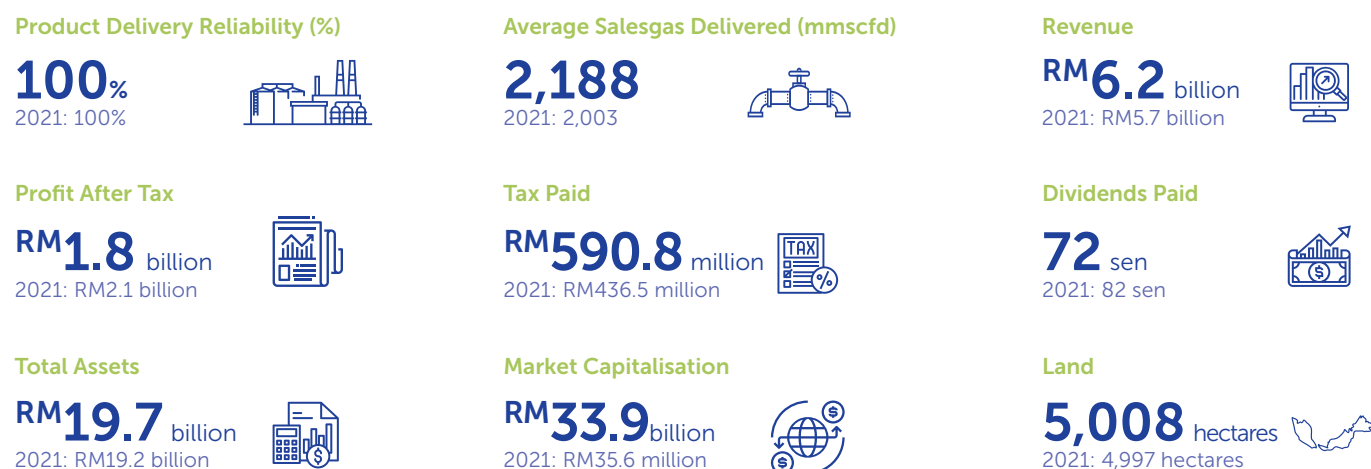 Product Delivery Reliability (%)
100%
2021: 100%
Average Salesgas Delivered (mmscfd)
2,188
2021: 2,003
Revenue
RM6.2 billion
2021: RM5.7 billion
Profit After Tax
RM1.8 billion
2021: RM2.1 billion
Tax Paid
RM590.8 million
2021: RM436.5 million
TAX
%
Dividends Paid
72 sen
2021: 82 sen
$
Total Assets
RM19.7 billion
2021: RM19.2 billion
$
Market Capitalisation
RM33.9billion
2021: RM35.6 million
$
$
Land
5,008 hectares
2021: 4,997 hectares